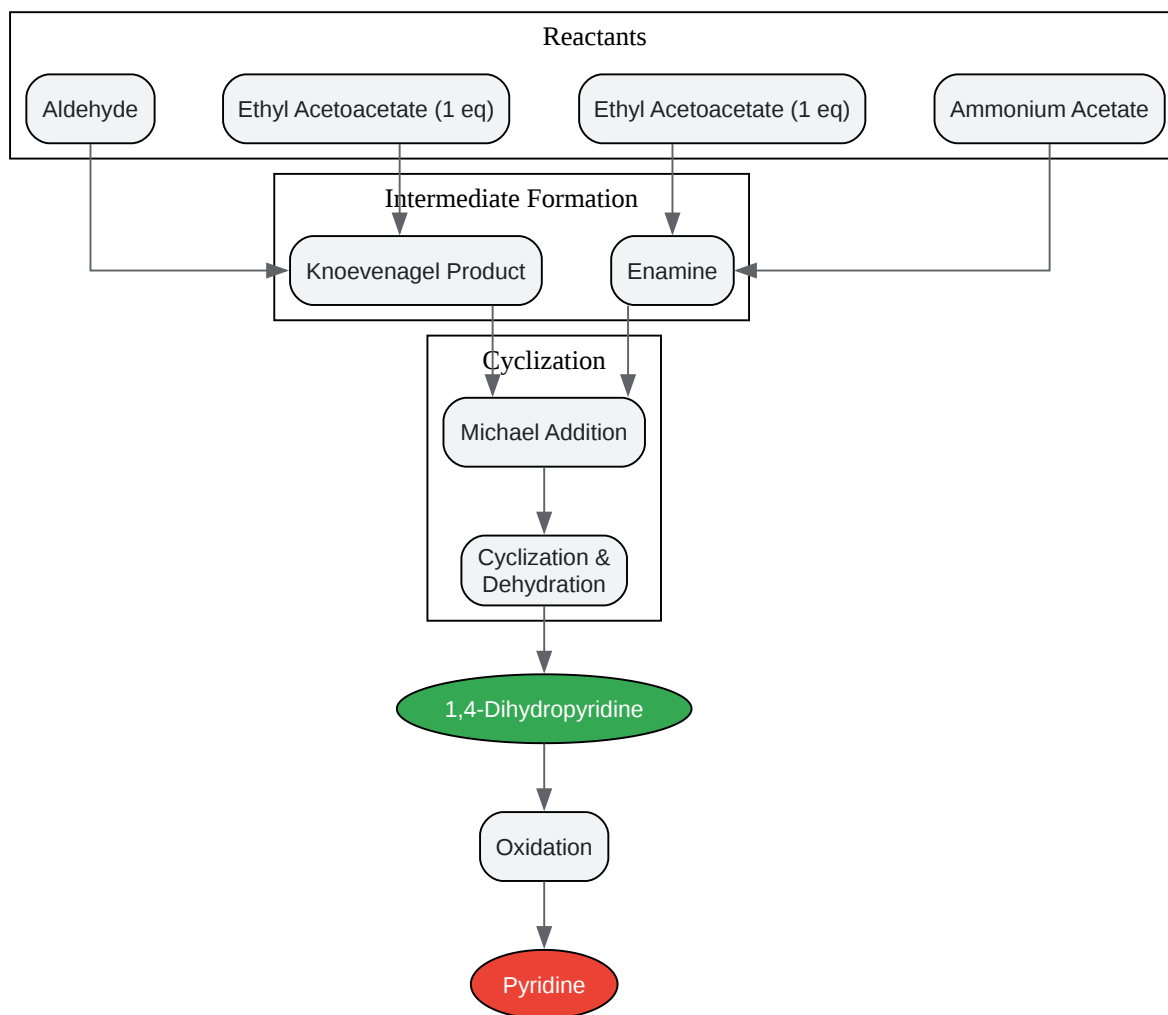 Reactants
Aldehyde
Ethyl Acetoacetate (1 eq)
Ethyl Acetoacetate (1 eq)
Ammonium Acetate
Intermediate Formation
Knoevenagel Product
Enamine
Cyclization
Michael Addition
Cyclization &
Dehydration
1,4-Dihydropyridine
Oxidation
Pyridine